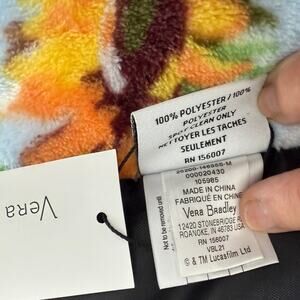 100% POLYESTER / 100%
POLYESTER
SPOT CLEAN ONLY
NETTOYER LES TACHES
SEULEMENT
RN 156007
000020430
105985
MADE IN CHINA
FABRIQUÉ EN CHINE
Vera Bradley
12420 STONEBRIDGE
ROANOKE, IN 46783 USA
RN 156007
VBL21
© & TM Lucasfilm Ltd
Not to be removed until
Vera